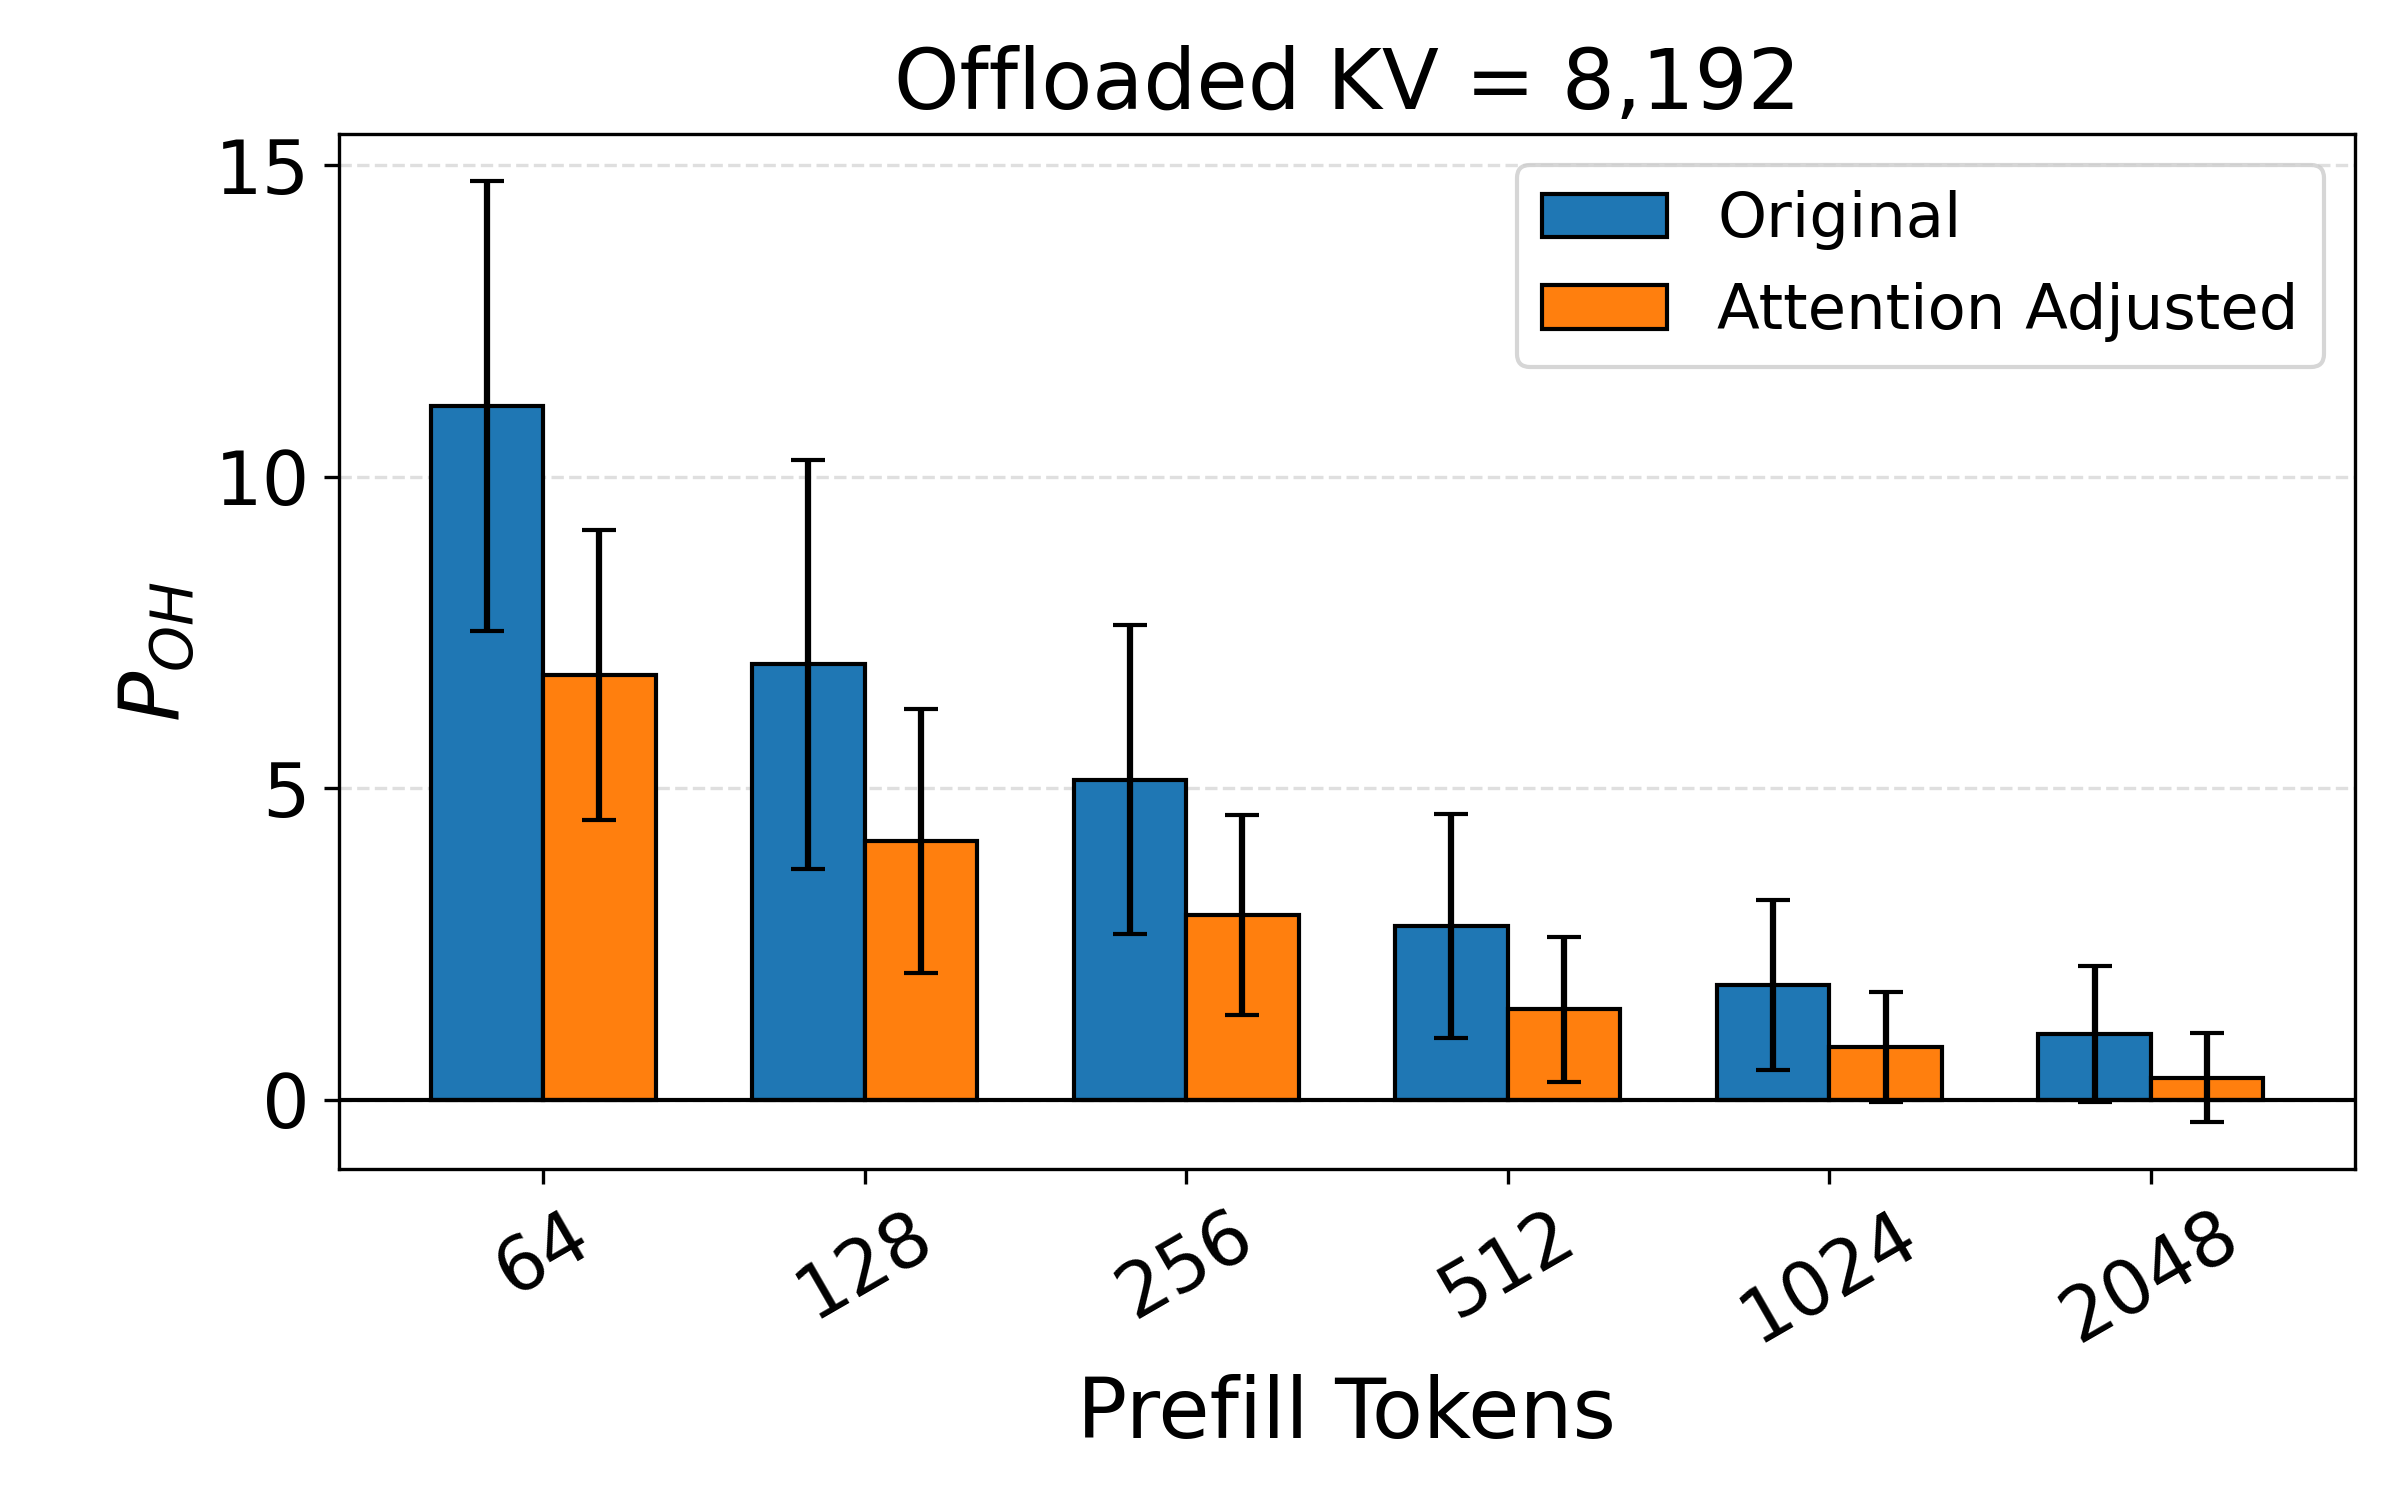 Offloaded KV = 8,192
15
10
5
0
P_OH
Original
Attention Adjusted
64
128
256
512
1024
2048
Prefill Tokens